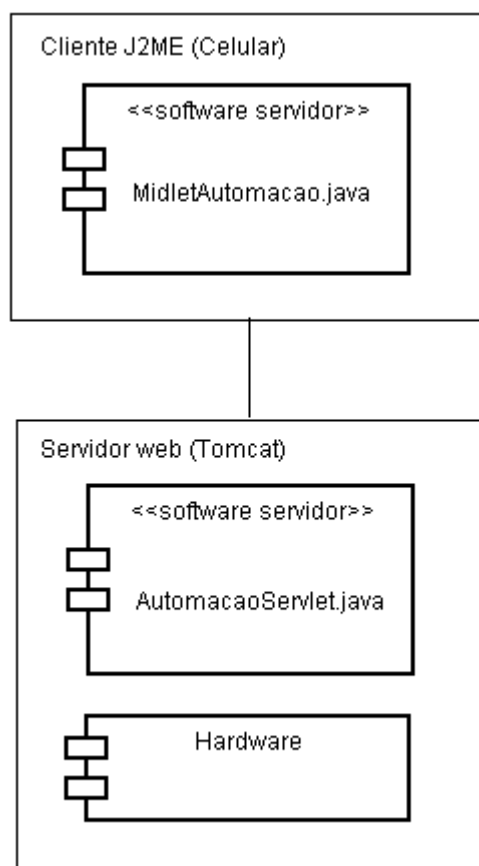 Cliente J2ME (Celular)
<<software servidor>>
MidletAutomacao.java
Servidor web (Tomcat)
<<software servidor>>
AutomacaoServlet.java
Hardware